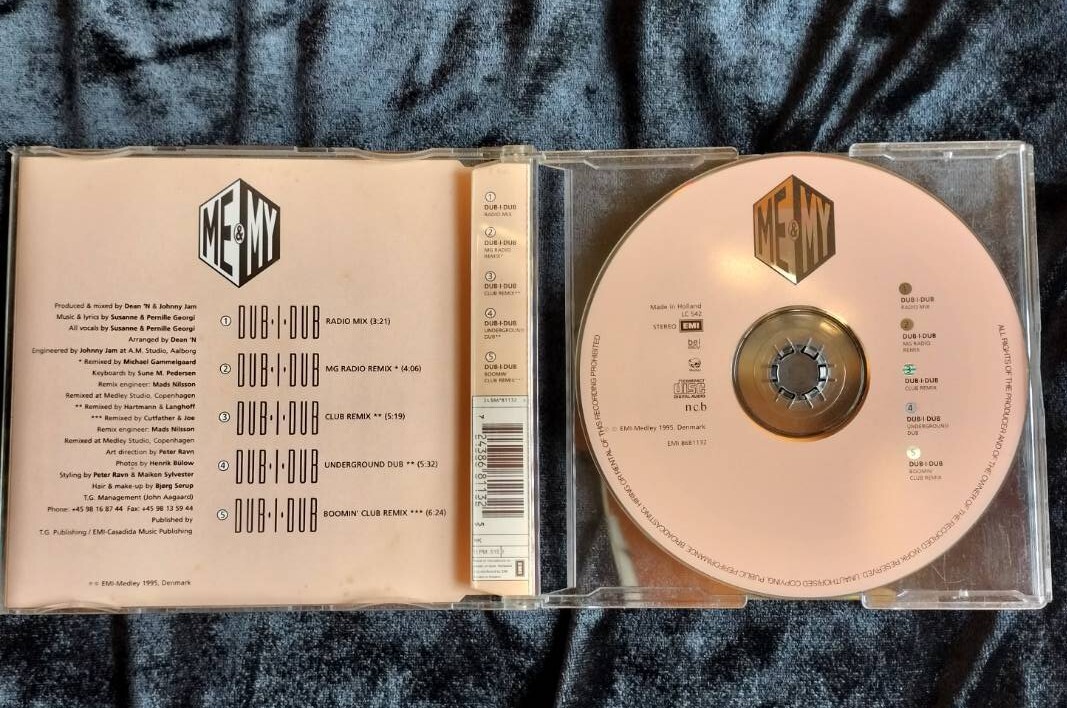 ME & MY
Produced & mixed by Dean 'N & Johnny Jam
Music & lyrics by Susanne & Pernille Georgi
All vocals by Susanne & Pernille Georgi
Arranged by Dean 'N
Engineered by Johnny Jam at A.M. Studio, Aalborg
* Remixed by Michael Gammelgaard
Keyboards by Sune M. Pedersen
Remix engineer: Mads Nilsson
Remixed at Medley Studio, Copenhagen
** Remixed by Hartmann & Langhoff
*** Remixed by Cutfather & Joe
Remix engineer: Mads Nilsson
Remixed at Medley Studio, Copenhagen
Art direction by Peter Ravn
Photos by Henrik Bülow
Styling by Peter Ravn & Maiken Sylvester
Hair & make-up by Bjørg Serup
T.G. Management (John Aagaard)
Phone: +45 98 16 87 44 Fax: +45 98 13 59 44
Published by
T.G. Publishing / EMI-Casadida Music Publishing
℗ © EMI-Medley 1995, Denmark
1 DUB·I·DUB RADIO MIX (3:21)
2 DUB·I·DUB MG RADIO REMIX * (4:06)
3 DUB·I·DUB CLUB REMIX ** (5:19)
4 DUB·I·DUB UNDERGROUND DUB ** (5:32)
5 DUB·I·DUB BOOMIN' CLUB REMIX *** (6:24)
1
DUB·I·DUB
RADIO MIX
2
DUB·I·DUB
MG RADIO
REMIX*
3
DUB·I·DUB
CLUB REMIX**
4
DUB·I·DUB
UNDERGROUND
DUB**
5
DUB·I·DUB
BOOMIN'
CLUB REMIX***
7 24386 81132 5
ME & MY
Made in Holland
LC 542
STEREO EMI
COMPACT
disc
DIGITAL AUDIO
ncb
℗ © EMI-Medley 1995, Denmark
EMI 8681132
1
DUB·I·DUB
RADIO MIX
2
DUB·I·DUB
MG RADIO
REMIX
3
DUB·I·DUB
CLUB REMIX
4
DUB·I·DUB
UNDERGROUND
DUB
5
DUB·I·DUB
BOOMIN'
CLUB REMIX
ALL RIGHTS OF THE PRODUCER AND OF THE OWNER OF THE RECORDED WORK RESERVED. UNAUTHORISED COPYING, PUBLIC PERFORMANCE, BROADCASTING, HIRING OR RENTAL OF THIS RECORDING PROHIBITED